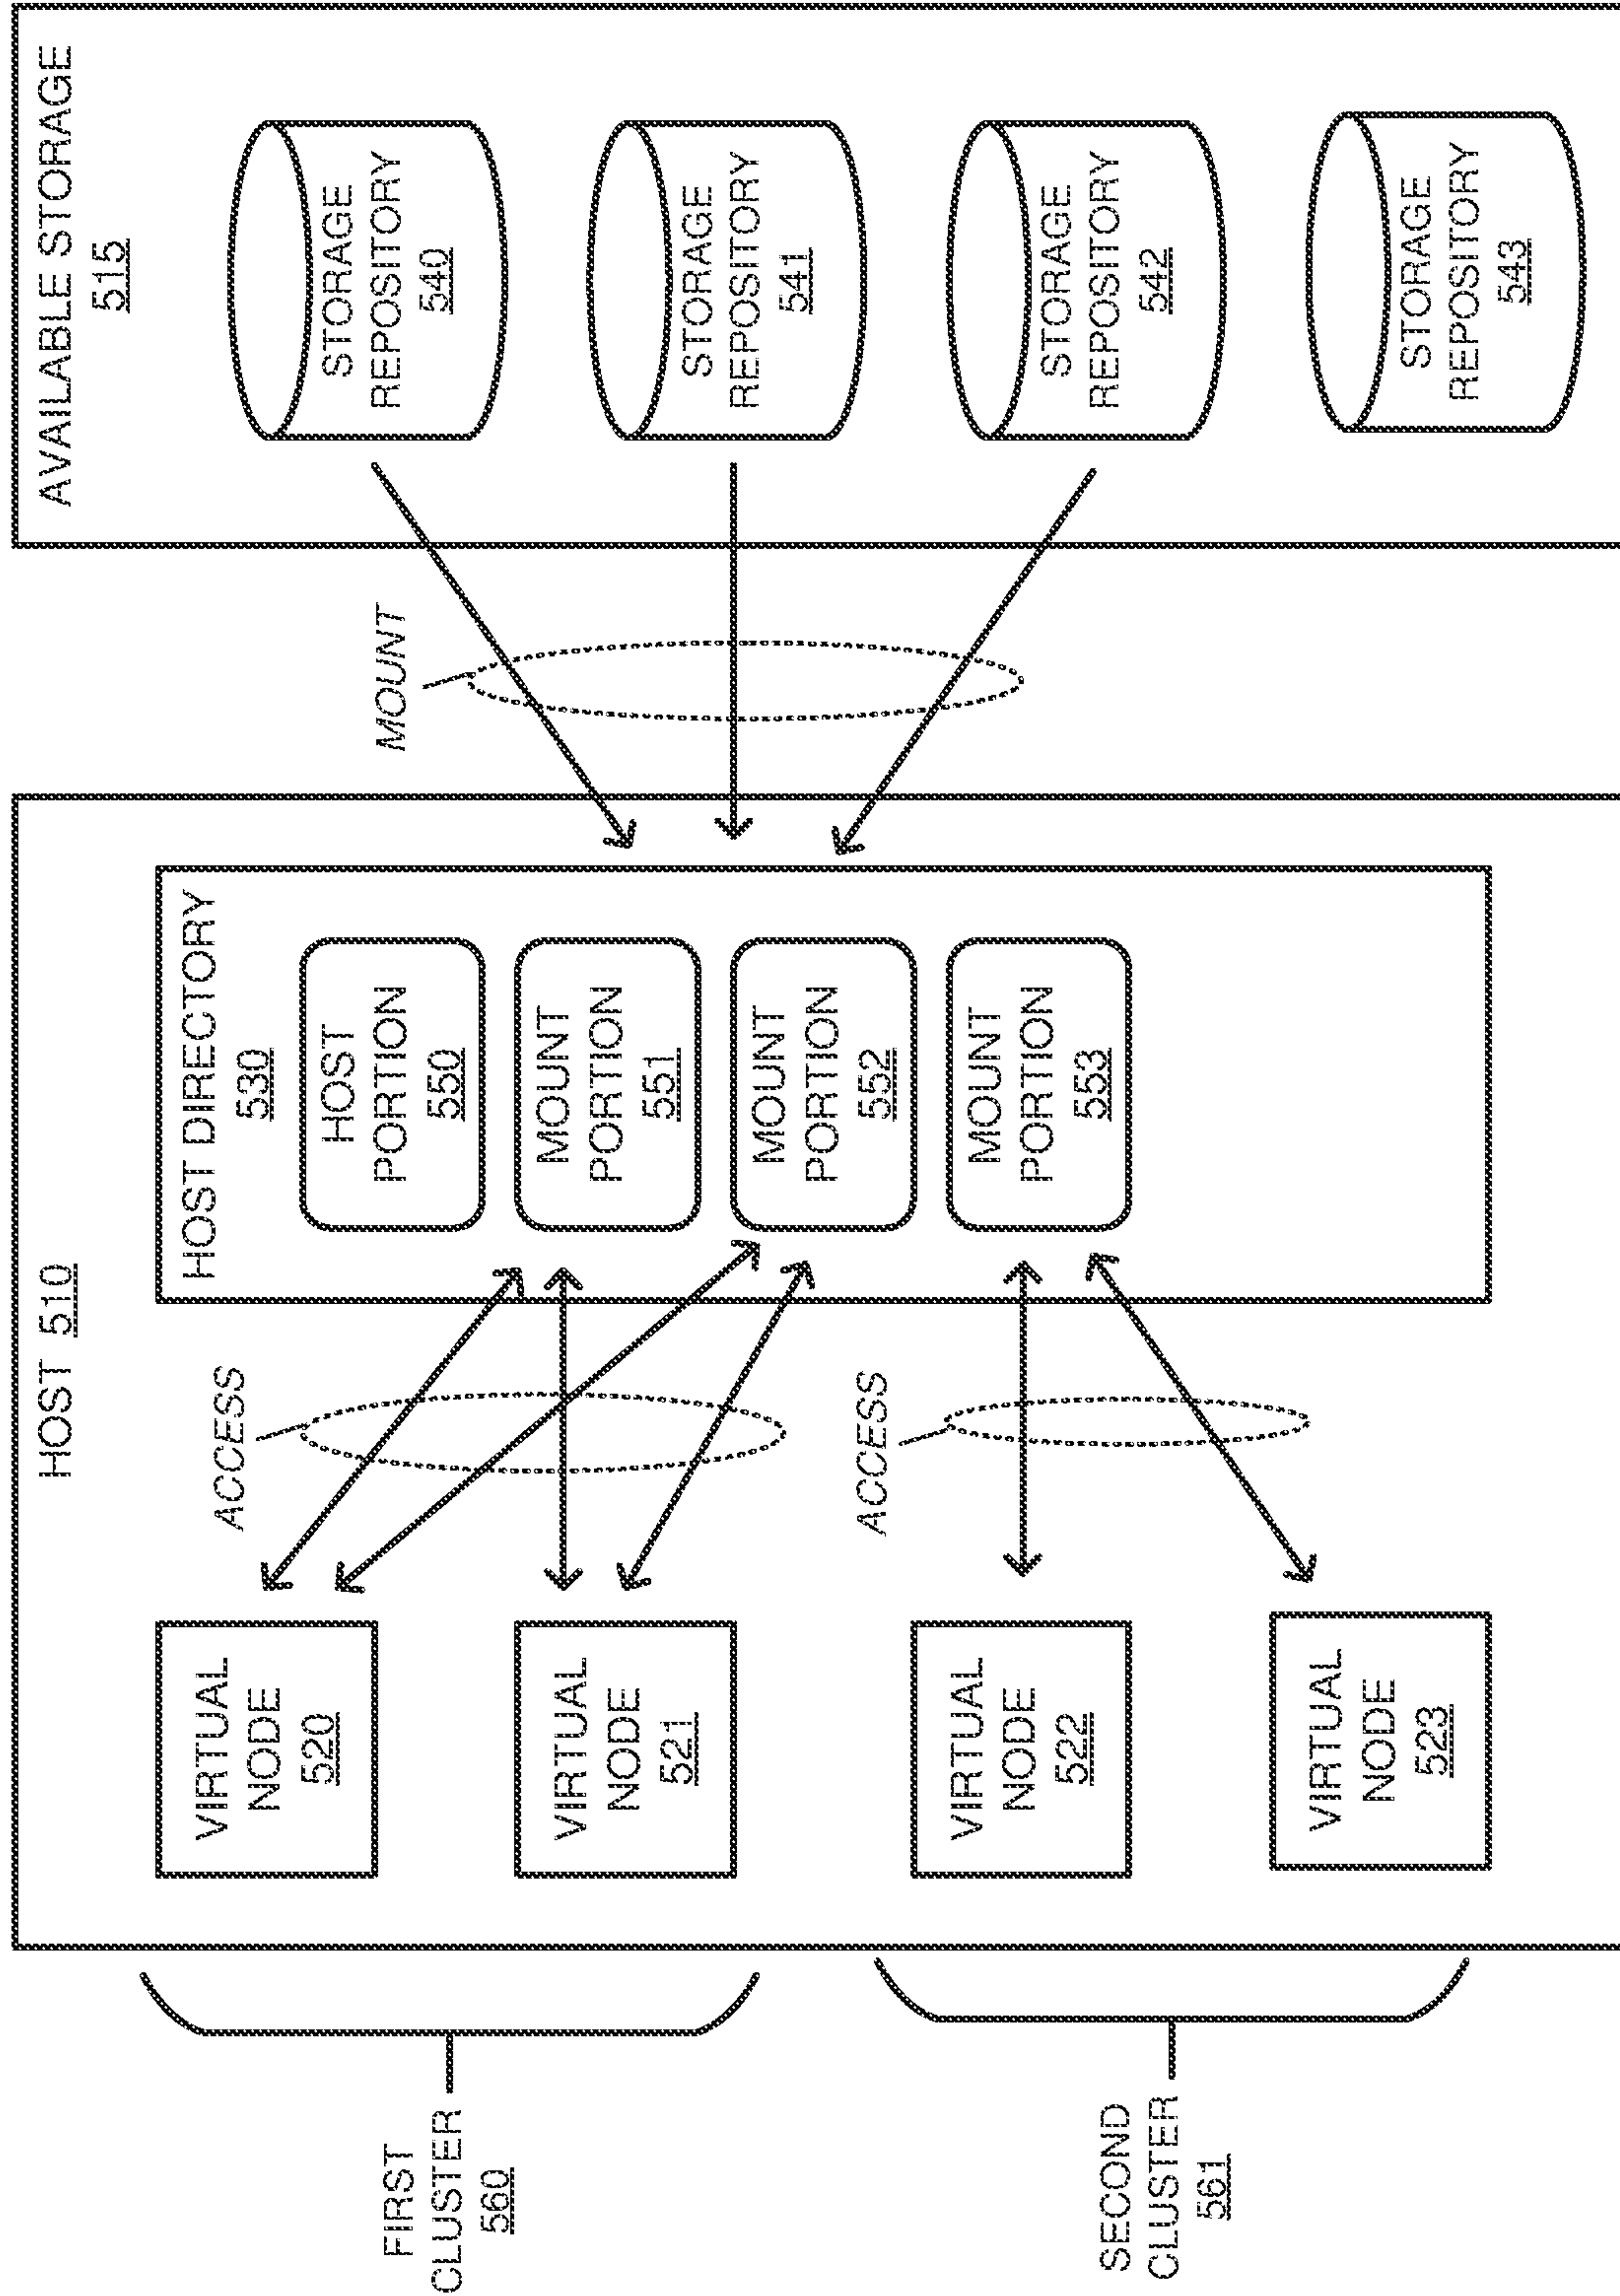 FIRST
CLUSTER
560
SECOND
CLUSTER
561
HOST 510
VIRTUAL
NODE
520
VIRTUAL
NODE
521
VIRTUAL
NODE
522
VIRTUAL
NODE
523
ACCESS
ACCESS
HOST DIRECTORY
530
HOST
PORTION
550
MOUNT
PORTION
551
MOUNT
PORTION
552
MOUNT
PORTION
553
MOUNT
AVAILABLE STORAGE
515
STORAGE
REPOSITORY
540
STORAGE
REPOSITORY
541
STORAGE
REPOSITORY
542
STORAGE
REPOSITORY
543